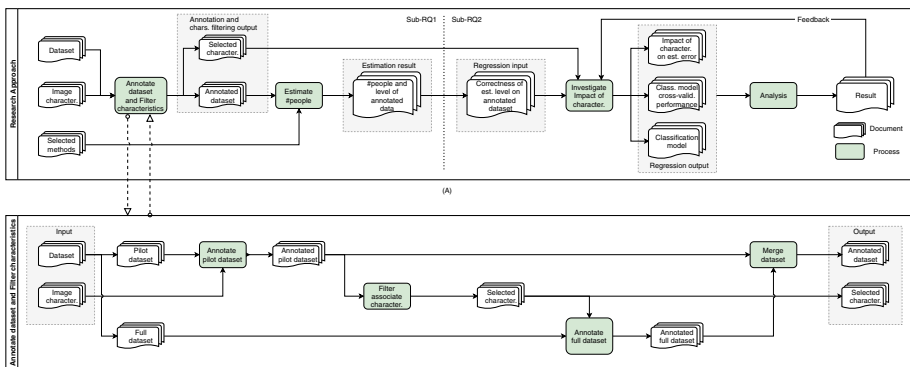 Research Approach
Sub-RQ1
Sub-RQ2
Feedback
Annotation and
chars. filtering output
Dataset
Image
character.
Selected
methods
Annotate
dataset
and Filter
characteristics
Selected
character.
Annotated
dataset
Estimate
#people
Estimation result
#people and
level of
annotated data
Regression input
Correctness of
est. level on
annotated dataset
Investigate
Impact of
character.
Impact of
character.
on est. error
Class. model
cross-valid.
performance
Classification
model
Regression output
Analysis
Result
Document
Process
(A)
Annotate dataset and Filter characteristics
Input
Dataset
Image
character.
Pilot
dataset
Full
dataset
Annotate
pilot dataset
Annotated
pilot dataset
Filter
associate
character.
Selected
character.
Annotate
full dataset
Annotated
full dataset
Merge
dataset
Output
Annotated
dataset
Selected
character.